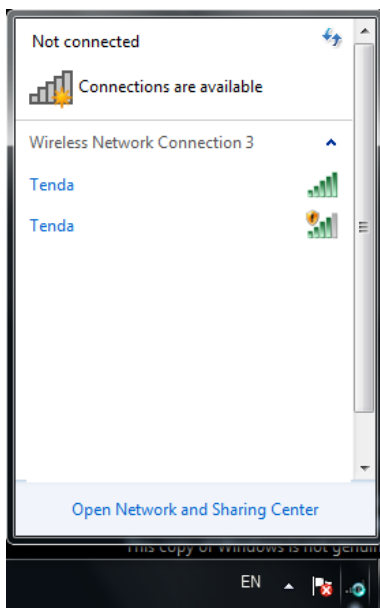 Not connected
Connections are available
Wireless Network Connection 3
Tenda
Tenda
Open Network and Sharing Center
This copy of Windows is not genuin
EN